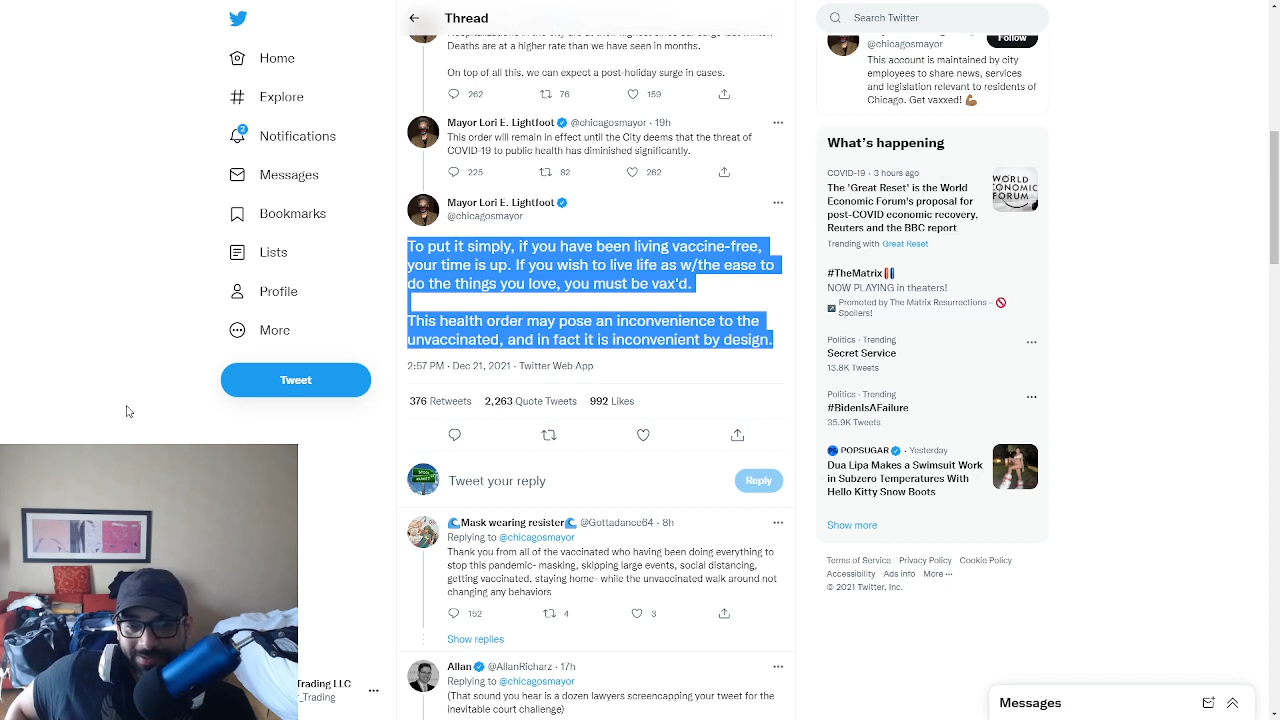 Home
Explore
2
Notifications
Messages
Bookmarks
Lists
Profile
More
Tweet
Trading LLC
_Trading
Thread
Deaths are at a higher rate than we have seen in months.
On top of all this, we can expect a post-holiday surge in cases.
262 76 159
Mayor Lori E. Lightfoot @chicagosmayor · 19h
This order will remain in effect until the City deems that the threat of
COVID-19 to public health has diminished significantly.
225 82 262
Mayor Lori E. Lightfoot
@chicagosmayor
To put it simply, if you have been living vaccine-free,
your time is up. If you wish to live life as w/the ease to
do the things you love, you must be vax'd.
This health order may pose an inconvenience to the
unvaccinated, and in fact it is inconvenient by design.
2:57 PM · Dec 21, 2021 · Twitter Web App
376 Retweets 2,263 Quote Tweets 992 Likes
Tweet your reply
Reply
🌊Mask wearing resister🌊 @Gottadance64 · 8h
Replying to @chicagosmayor
Thank you from all of the vaccinated who having been doing everything to
stop this pandemic- masking, skipping large events, social distancing,
getting vaccinated, staying home- while the unvaccinated walk around not
changing any behaviors
152 4 3
Show replies
Allan @AllanRicharz · 17h
Replying to @chicagosmayor
(That sound you hear is a dozen lawyers screencapping your tweet for the
inevitable court challenge)
Search Twitter
@chicagosmayor
Follow
This account is maintained by city
employees to share news, services
and legislation relevant to residents of
Chicago. Get vaxxed! 💪🏾
What's happening
COVID-19 · 3 hours ago
The 'Great Reset' is the World
Economic Forum's proposal for
post-COVID economic recovery,
Reuters and the BBC report
Trending with Great Reset
WORLD
ECONOMIC
FORUM
#TheMatrix
NOW PLAYING in theaters!
Promoted by The Matrix Resurrections – 🚫
Spoilers!
Politics · Trending
Secret Service
13.8K Tweets
Politics · Trending
#BidenIsAFailure
35.9K Tweets
POPSUGAR · Yesterday
Dua Lipa Makes a Swimsuit Work
in Subzero Temperatures With
Hello Kitty Snow Boots
Show more
Terms of Service Privacy Policy Cookie Policy
Accessibility Ads info More ···
© 2021 Twitter, Inc.
Messages